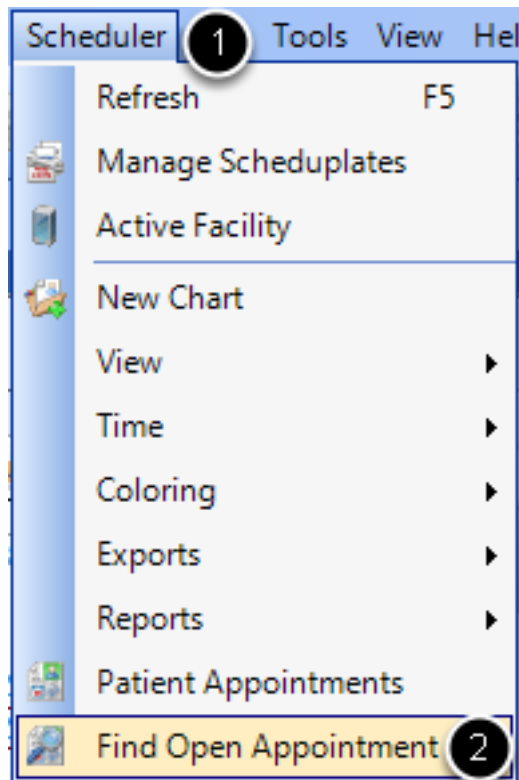 Scheduler 1 Tools View Hel
Refresh F5
Manage Scheduplates
Active Facility
New Chart
View
Time
Coloring
Exports
Reports
Patient Appointments
Find Open Appointment 2